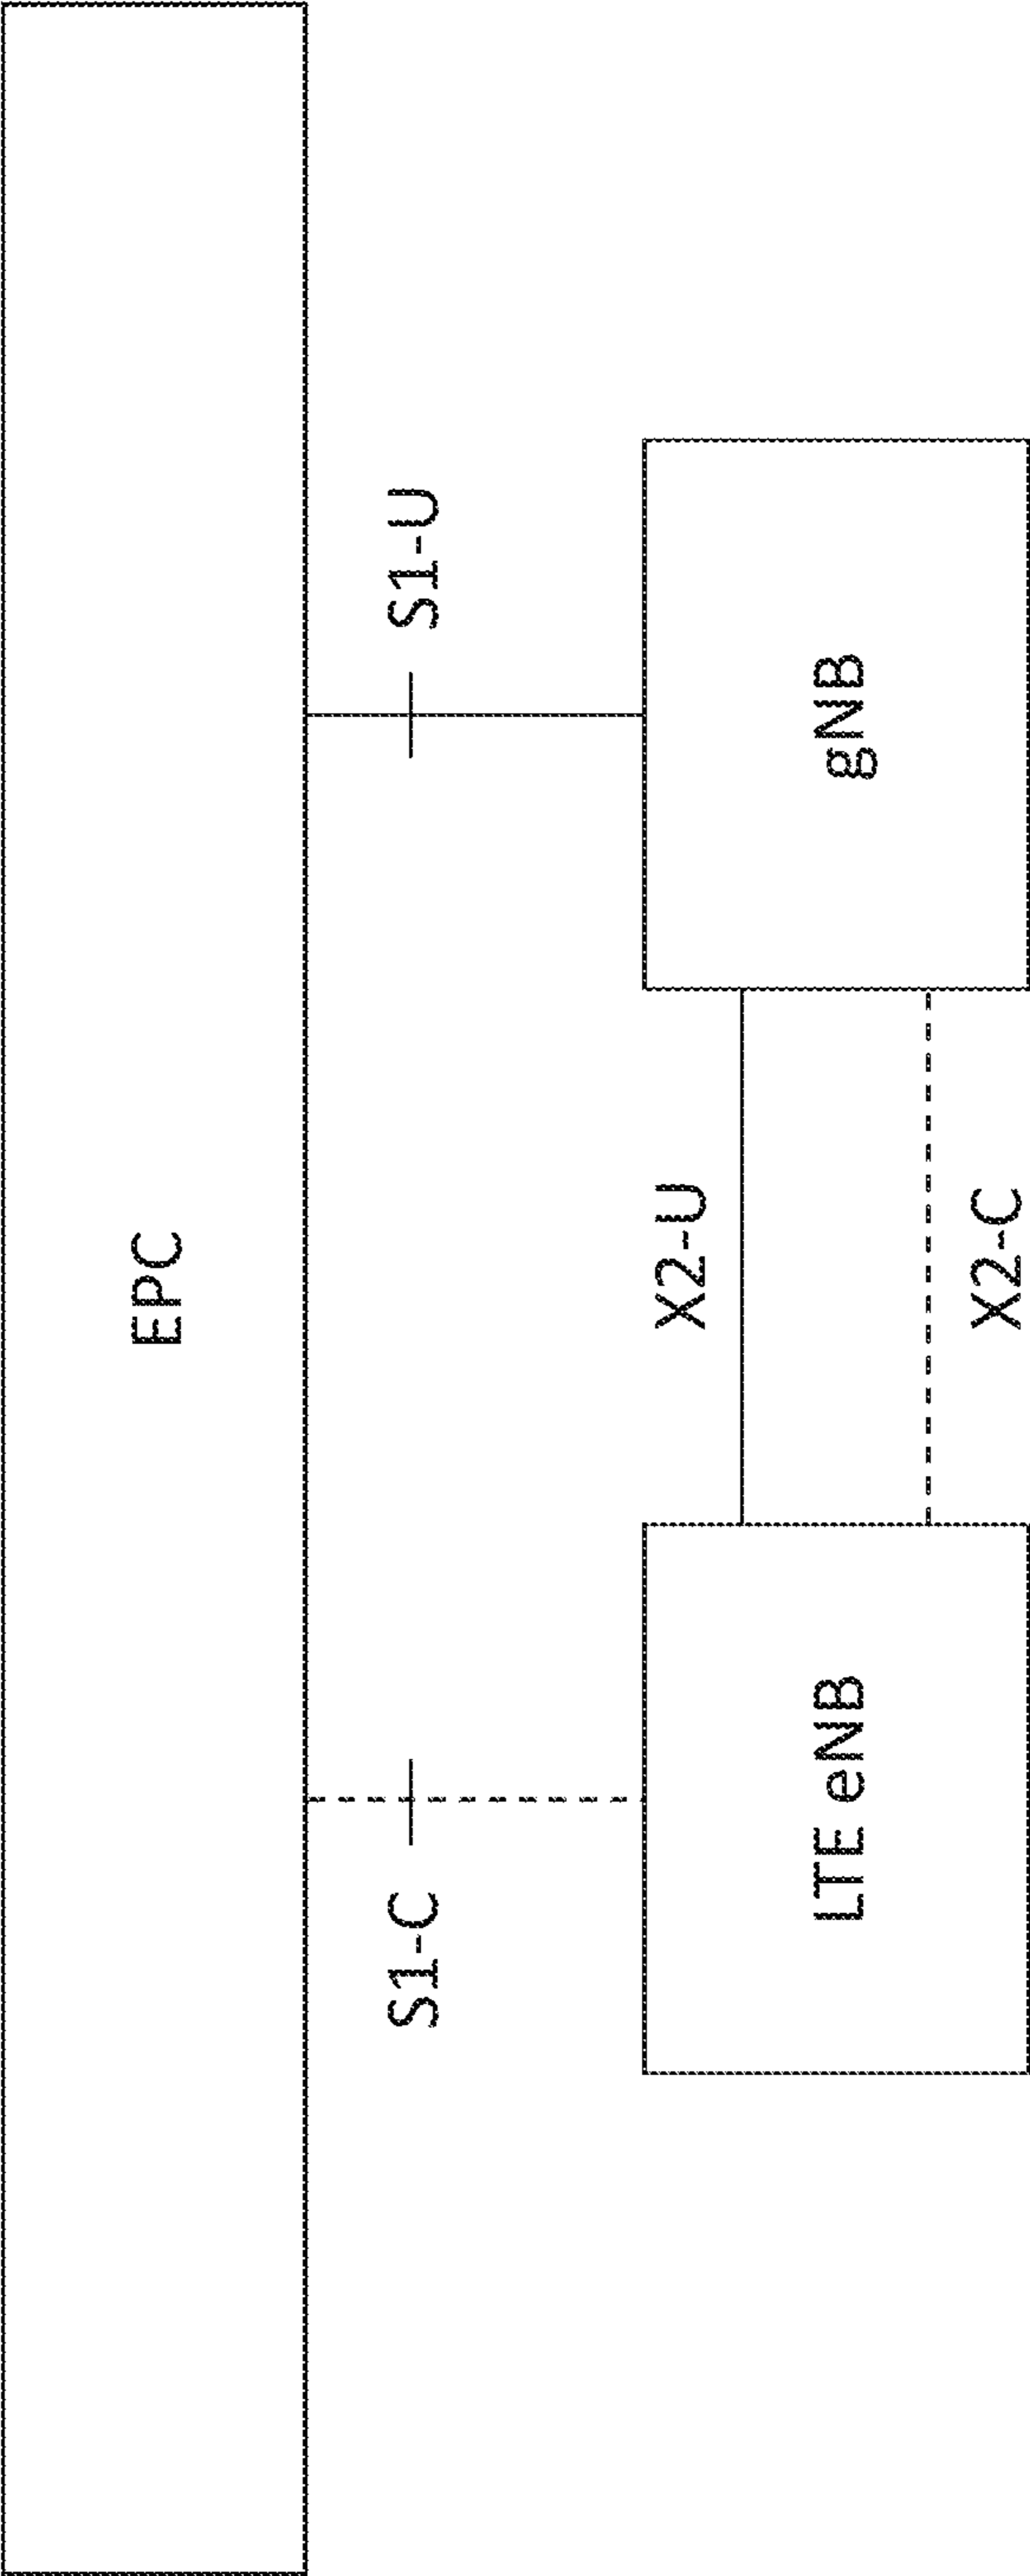 EPC
S1-C
S1-U
X2-U
LTE eNB
gNB
X2-C